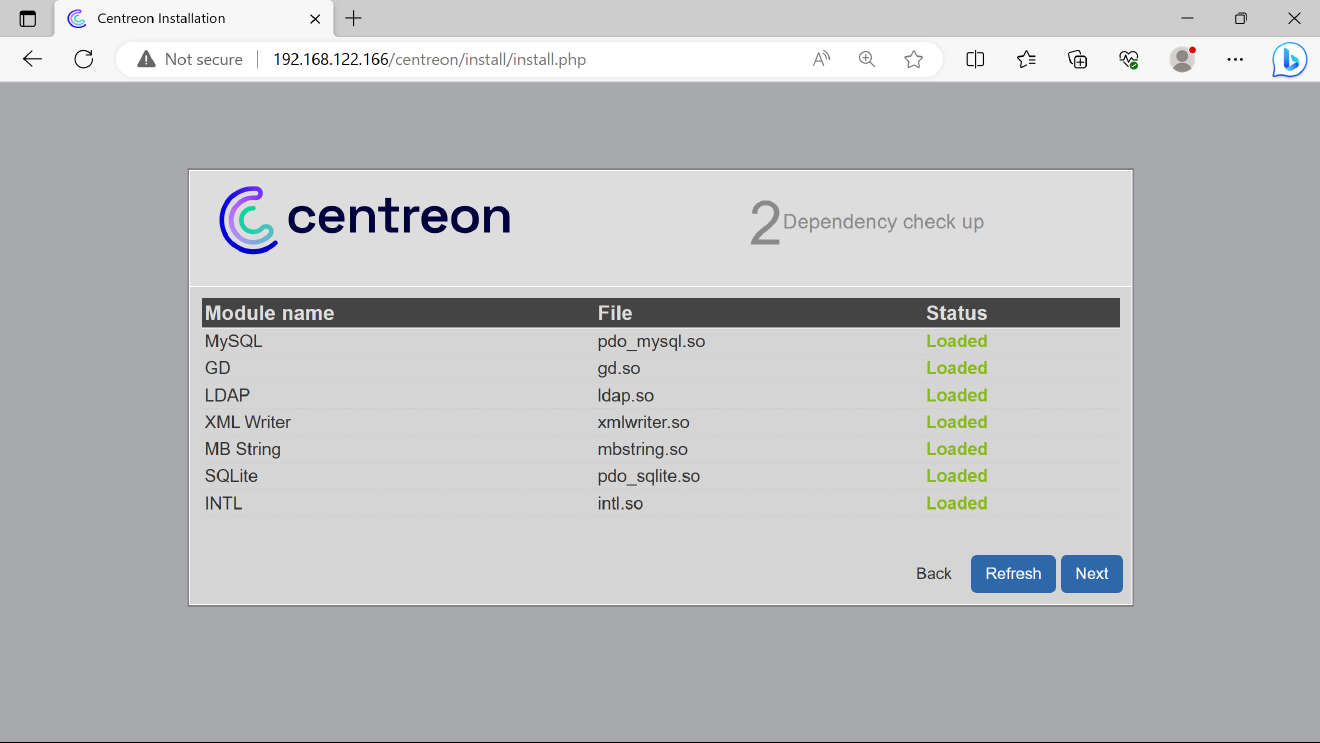 Centreon Installation
Not secure 192.168.122.166/centreon/install/install.php
centreon
2 Dependency check up
Module name File Status
MySQL pdo_mysql.so Loaded
GD gd.so Loaded
LDAP ldap.so Loaded
XML Writer xmlwriter.so Loaded
MB String mbstring.so Loaded
SQLite pdo_sqlite.so Loaded
INTL intl.so Loaded
Back Refresh Next